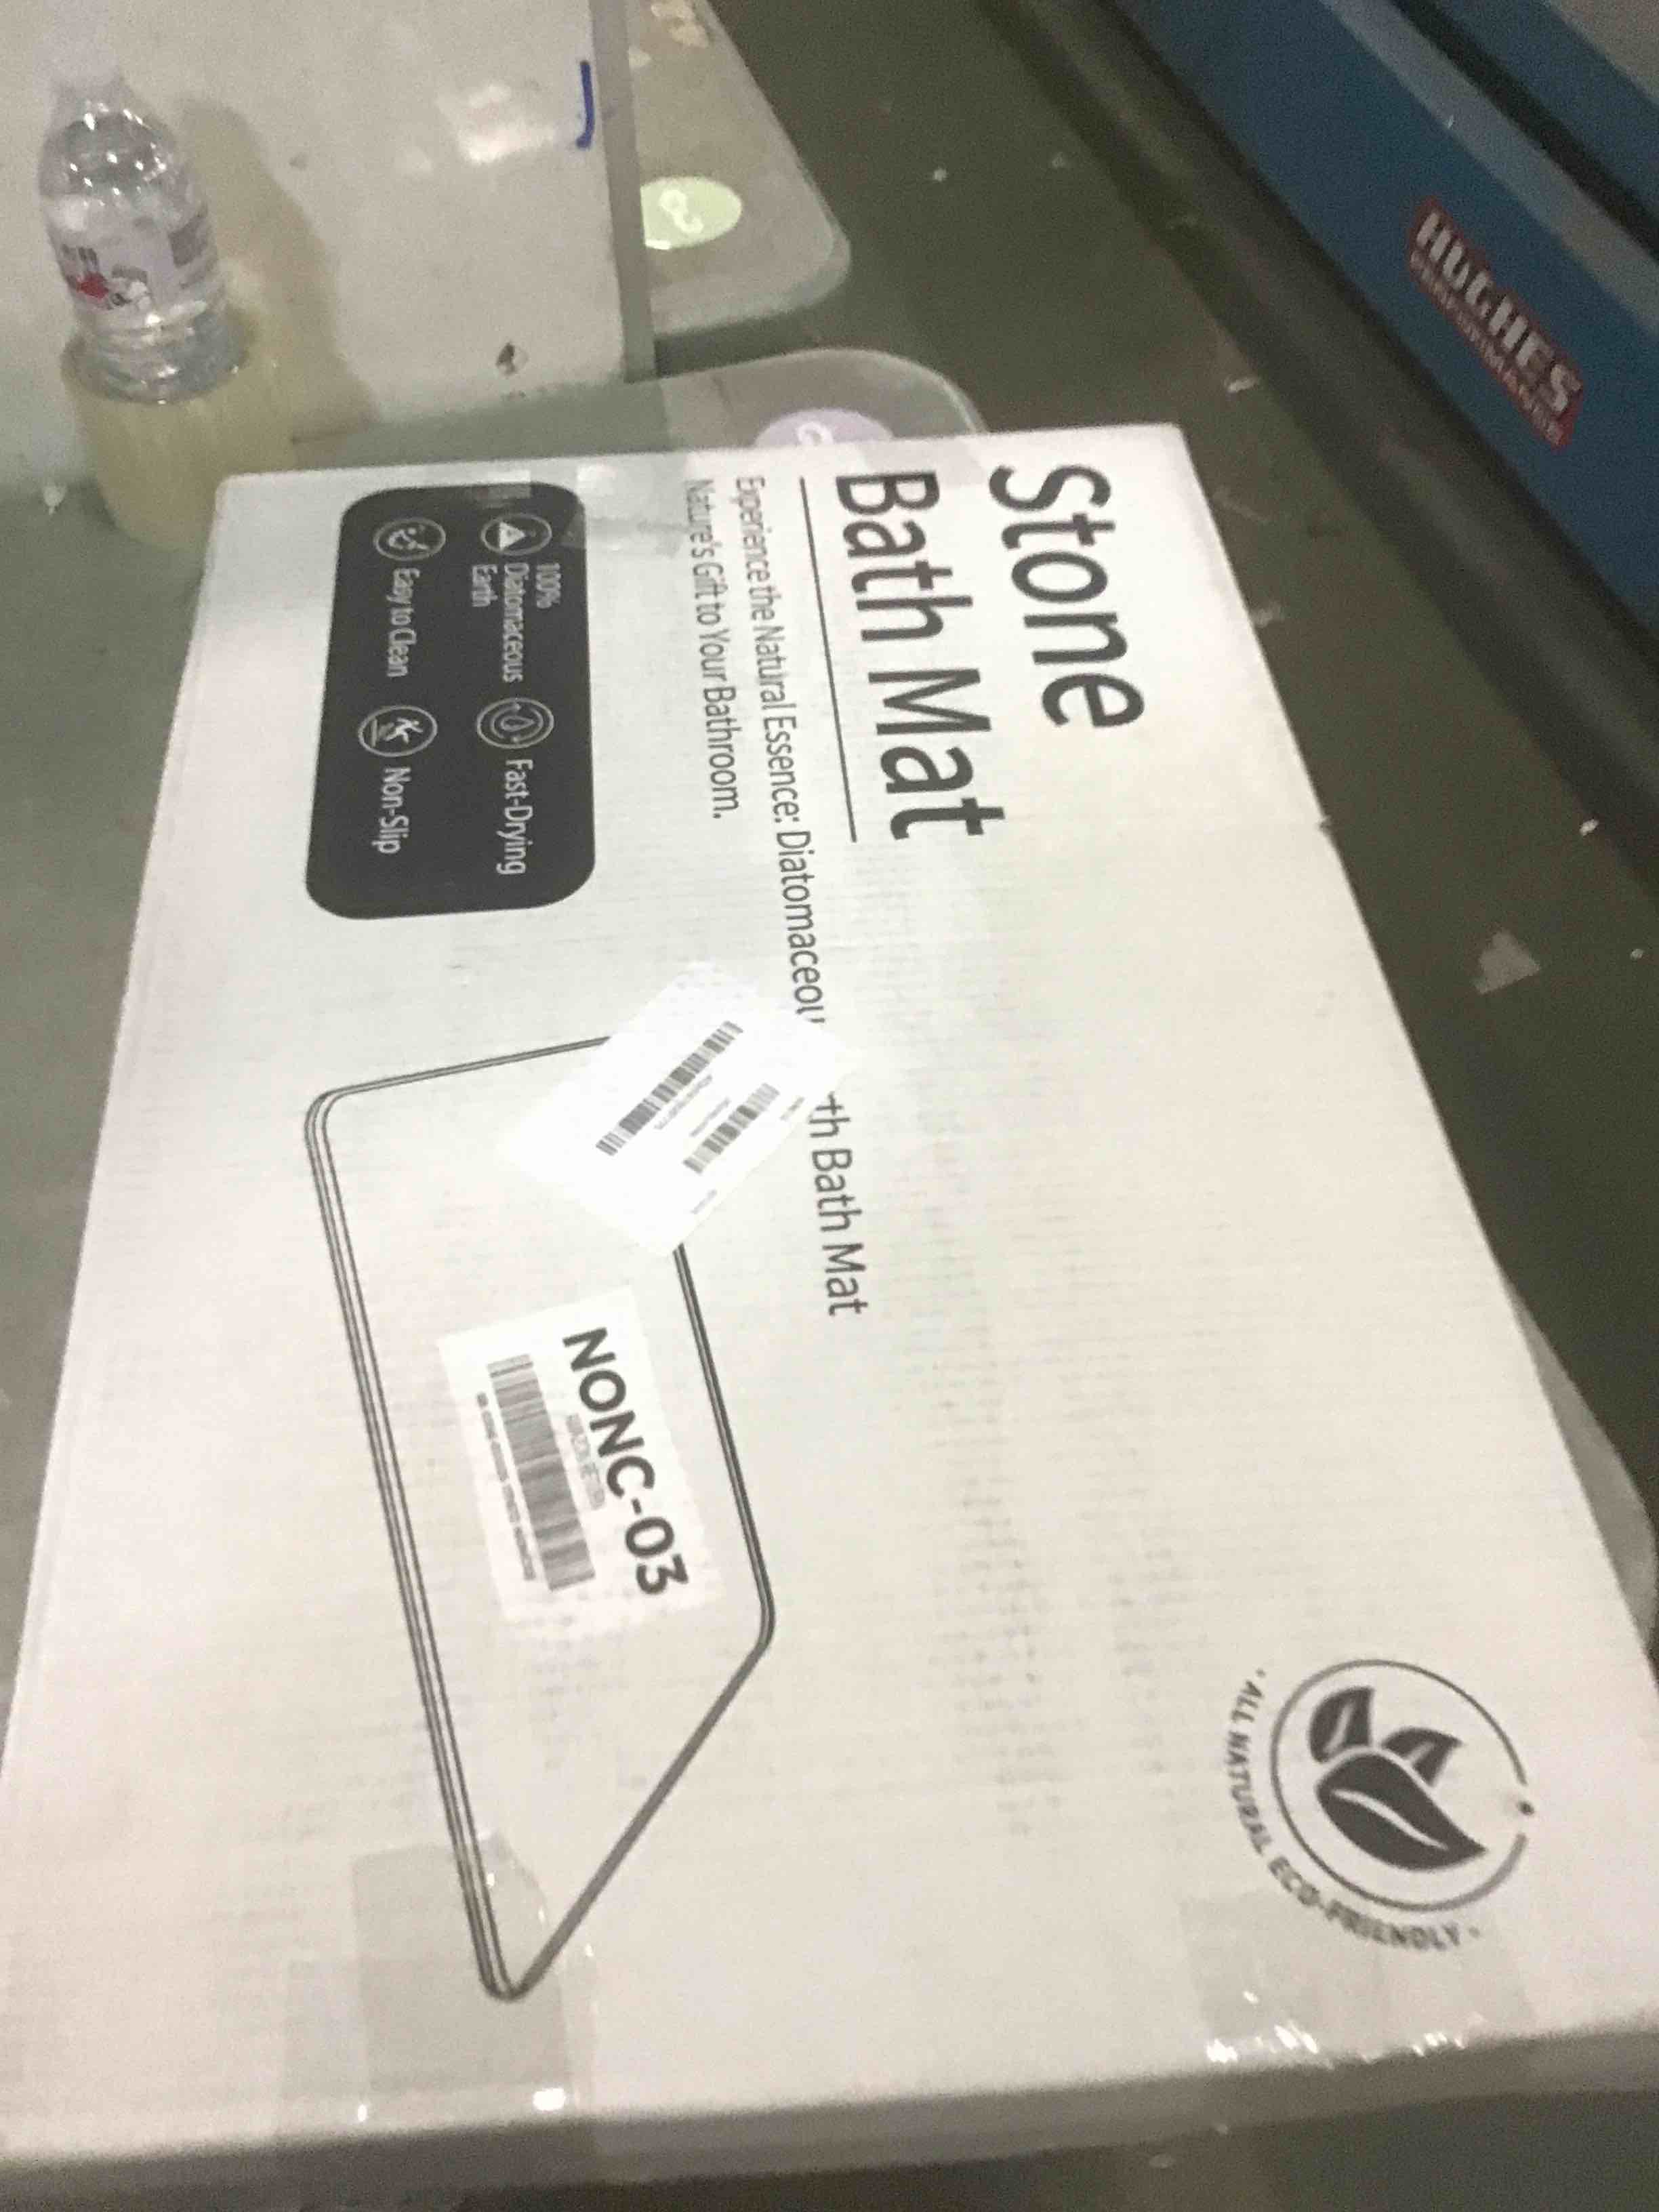 Stone
Bath Mat
Experience the Natural Essence: Diatomaceou th Bath Mat
Nature's Gift to Your Bathroom.
100%
Diatomaceous
Earth
Fast-Drying
Easy to Clean
Non-Slip
NONC-03
· ALL NATURAL ECO-FRIENDLY ·
HUGHES